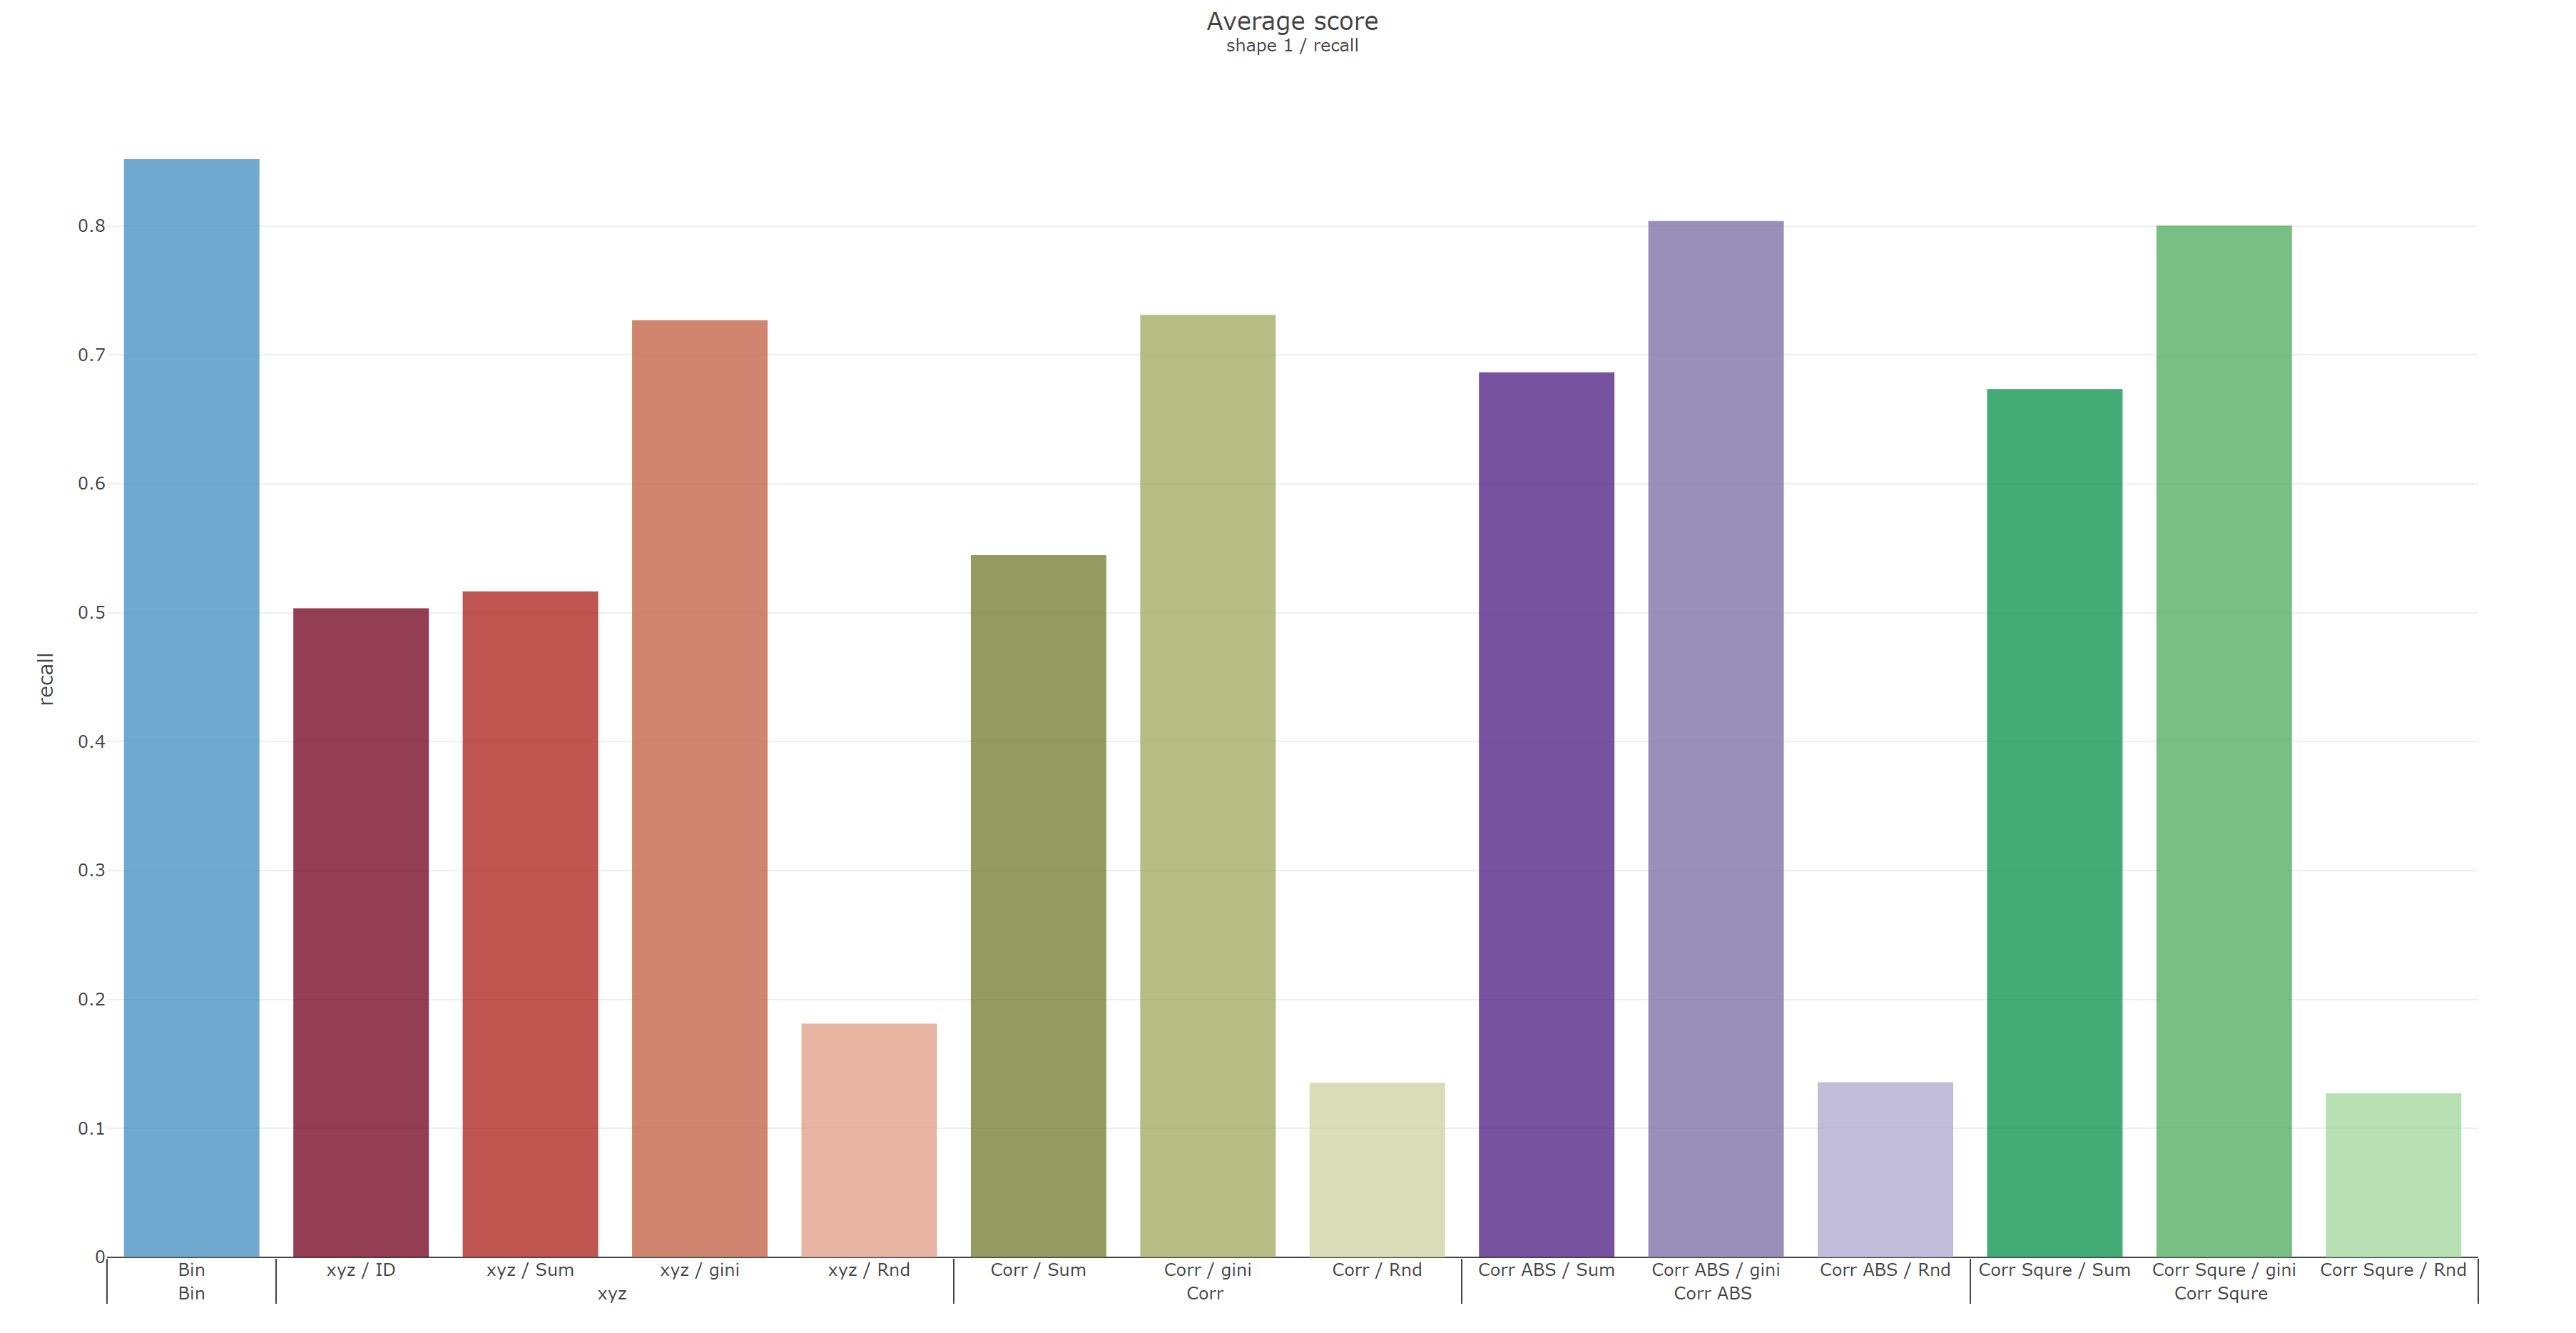 Average score
shape 1 / recall
recall
0.8
0.7
0.6
0.5
0.4
0.3
0.2
0.1
0
Bin xyz / ID xyz / Sum xyz / gini xyz / Rnd Corr / Sum Corr / gini Corr / Rnd Corr ABS / Sum Corr ABS / gini Corr ABS / Rnd Corr Squre / Sum Corr Squre / gini Corr Squre / Rnd
Bin xyz Corr Corr ABS Corr Squre